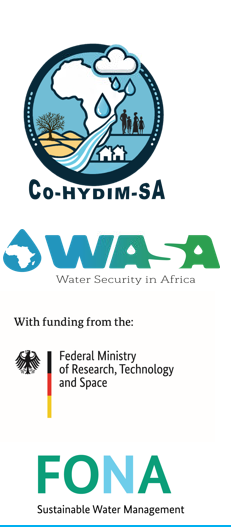 Co-HYDIM-SA
WASA
Water Security in Africa
With funding from the:
Federal Ministry
of Research, Technology
and Space
FONA
Sustainable Water Management